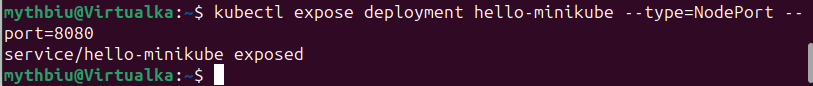 mythbiu@Virtualka:~$ kubectl expose deployment hello-minikube --type=NodePort --
port=8080
service/hello-minikube exposed
mythbiu@Virtualka:~$